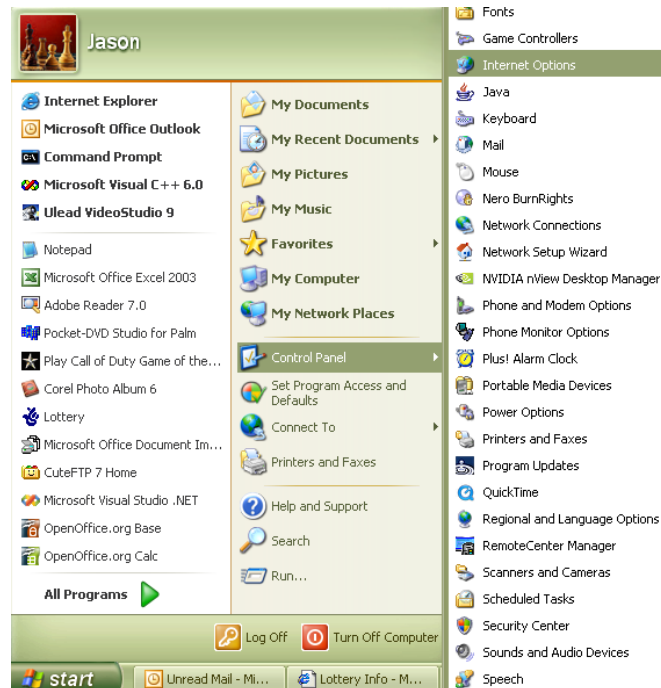 Jason
Internet Explorer
Microsoft Office Outlook
Command Prompt
Microsoft Visual C++ 6.0
Ulead VideoStudio 9
Notepad
Microsoft Office Excel 2003
Adobe Reader 7.0
Pocket-DVD Studio for Palm
Play Call of Duty Game of the...
Corel Photo Album 6
Lottery
Microsoft Office Document Im...
CuteFTP 7 Home
Microsoft Visual Studio .NET
OpenOffice.org Base
OpenOffice.org Calc
All Programs
My Documents
My Recent Documents
My Pictures
My Music
Favorites
My Computer
My Network Places
Control Panel
Set Program Access and
Defaults
Connect To
Printers and Faxes
Help and Support
Search
Run...
Log Off
Turn Off Computer
start
Unread Mail - Mi...
Lottery Info - M...
Fonts
Game Controllers
Internet Options
Java
Keyboard
Mail
Mouse
Nero BurnRights
Network Connections
Network Setup Wizard
NVIDIA nView Desktop Manager
Phone and Modem Options
Phone Monitor Options
Plus! Alarm Clock
Portable Media Devices
Power Options
Printers and Faxes
Program Updates
QuickTime
Regional and Language Options
RemoteCenter Manager
Scanners and Cameras
Scheduled Tasks
Security Center
Sounds and Audio Devices
Speech